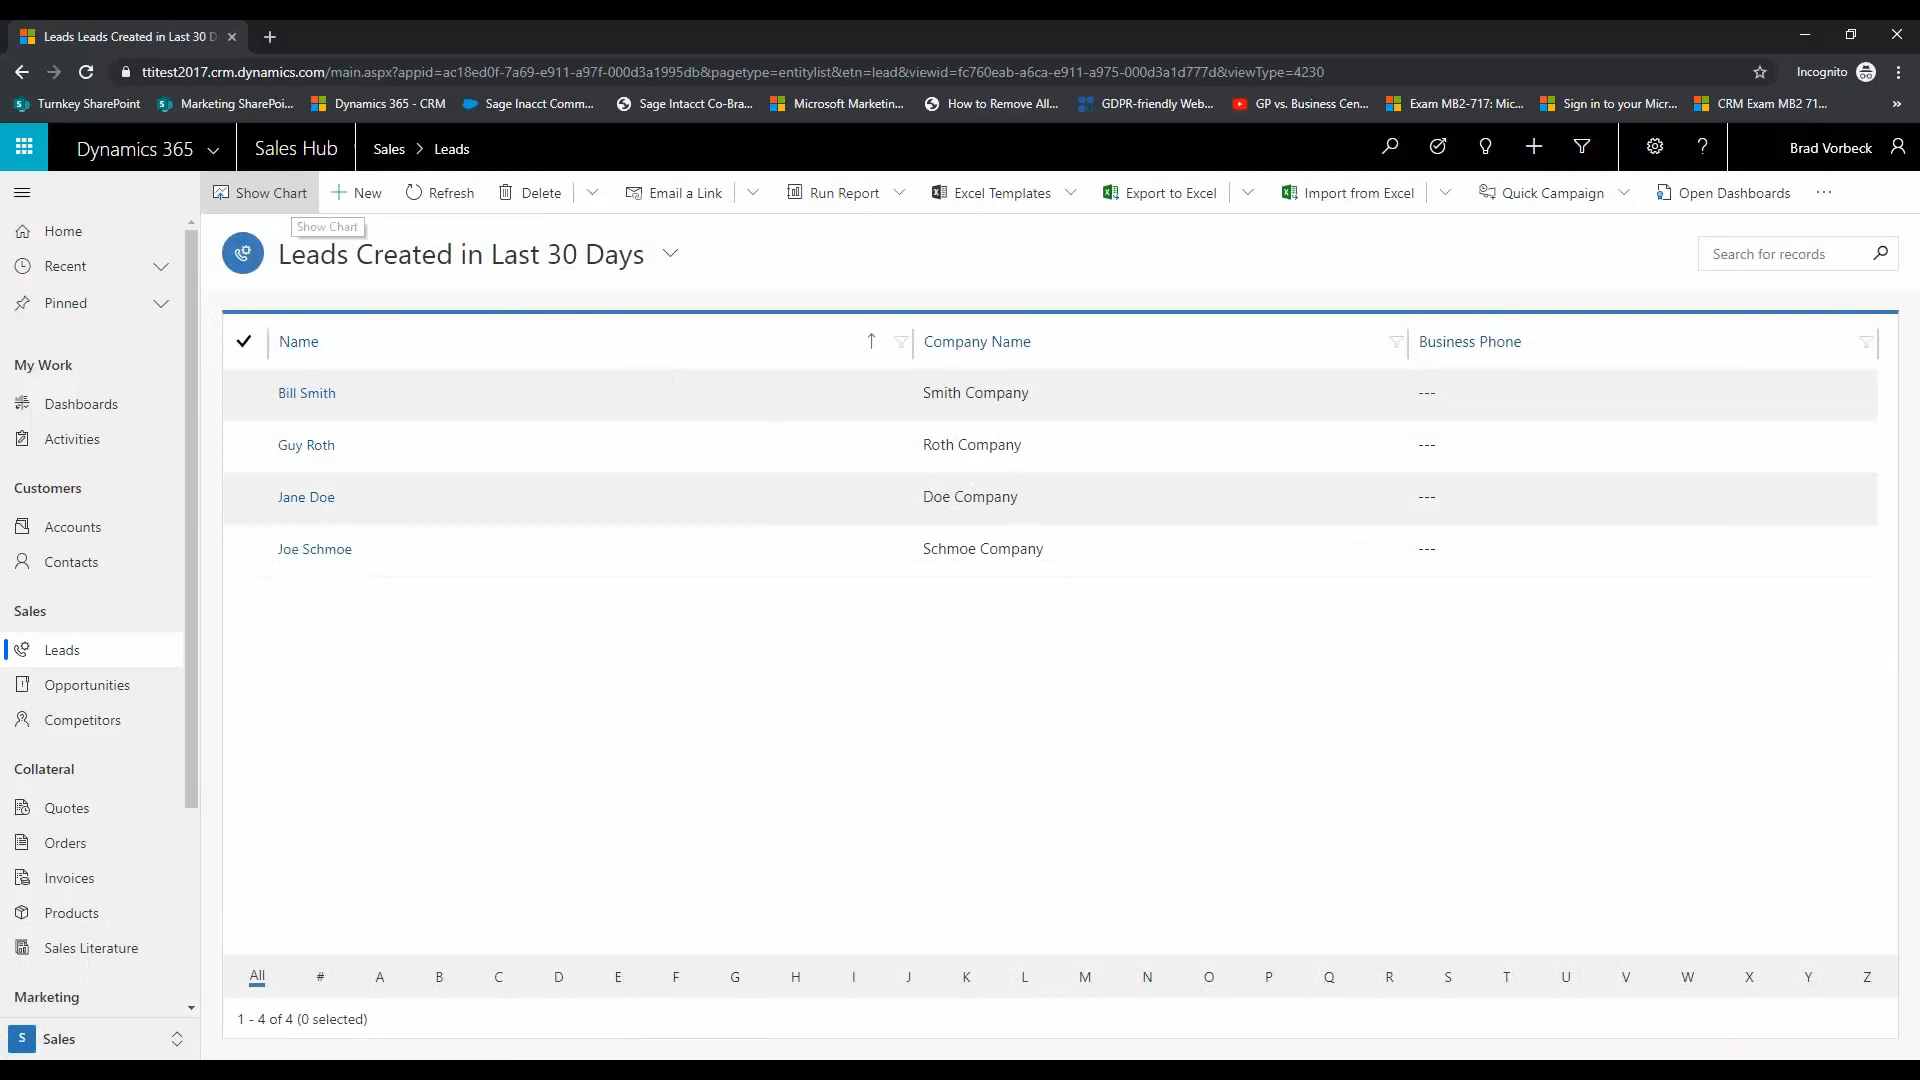 Leads Leads Created in Last 30 D
ttitest2017.crm.dynamics.com/main.aspx?appid=ac18ed0f-7a69-e911-a97f-000d3a1995db&pagetype=entitylist&etn=lead&viewid=fc760eab-a6ca-e911-a975-000d3a1d777d&viewType=4230
Incognito
Turnkey SharePoint Marketing SharePoi... Dynamics 365 - CRM Sage Inacct Comm... Sage Intacct Co-Bra... Microsoft Marketin... How to Remove All... GDPR-friendly Web... GP vs. Business Cen... Exam MB2-717: Mic... Sign in to your Micr... CRM Exam MB2 71... »
Dynamics 365 Sales Hub Sales > Leads ? Brad Vorbeck
Show Chart New Refresh Delete Email a Link Run Report Excel Templates Export to Excel Import from Excel Quick Campaign Open Dashboards ...
Show Chart
Home
Recent
Pinned
My Work
Dashboards
Activities
Customers
Accounts
Contacts
Sales
Leads
Opportunities
Competitors
Collateral
Quotes
Orders
Invoices
Products
Sales Literature
Marketing
S Sales
Leads Created in Last 30 Days
Search for records
Name Company Name Business Phone
Bill Smith Smith Company ---
Guy Roth Roth Company ---
Jane Doe Doe Company ---
Joe Schmoe Schmoe Company ---
All # A B C D E F G H I J K L M N O P Q R S T U V W X Y Z
1 - 4 of 4 (0 selected)